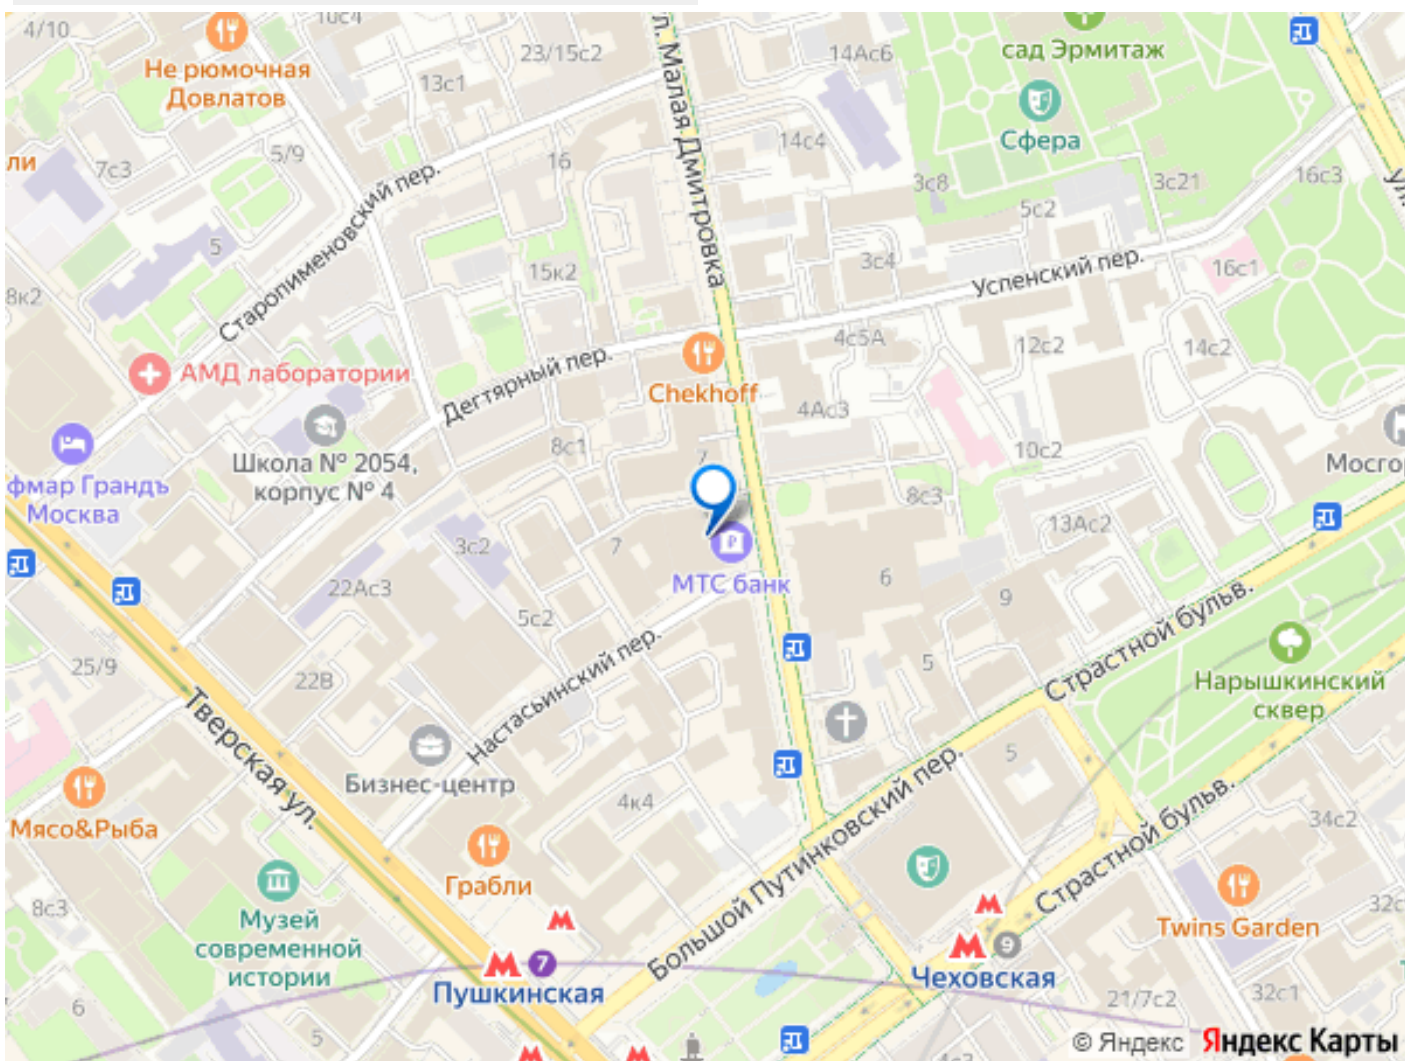 4/10
10с4
23/15с2
14Ас6
сад Эрмитаж
Не рюмочная
Довлатов
13с1
ул. Малая Дмитровка
Сфера
14с4
ли
7с3
5/9
16
3с8
3с21
16с3
ул.
5с2
Старопименовский пер.
5
15к2
3с4
Успенский пер.
16с1
8к2
4с5А
12с2
14с2
АМД лаборатории
Дегтярный пер.
Chekhoff
4Ас3
Школа № 2054,
корпус № 4
8с1
7
10с2
Мосго
фмар Грандъ
Москва
8с3
13Ас2
3с2
7
МТС банк
6
22Ас3
9
5с2
Страстной бульв.
25/9
22В
Настасьинский пер.
5
Нарышкинский
сквер
Тверская ул.
Бизнес-центр
5
4к4
Мясо&Рыба
Большой Путинковский пер.
Страстной бульв.
34с2
Грабли
8с3
Музей
современной
истории
32с
Twins Garden
9
7
Чеховская
Пушкинская
21/7с2
32с1
6
5
© Яндекс Яндекс Карты